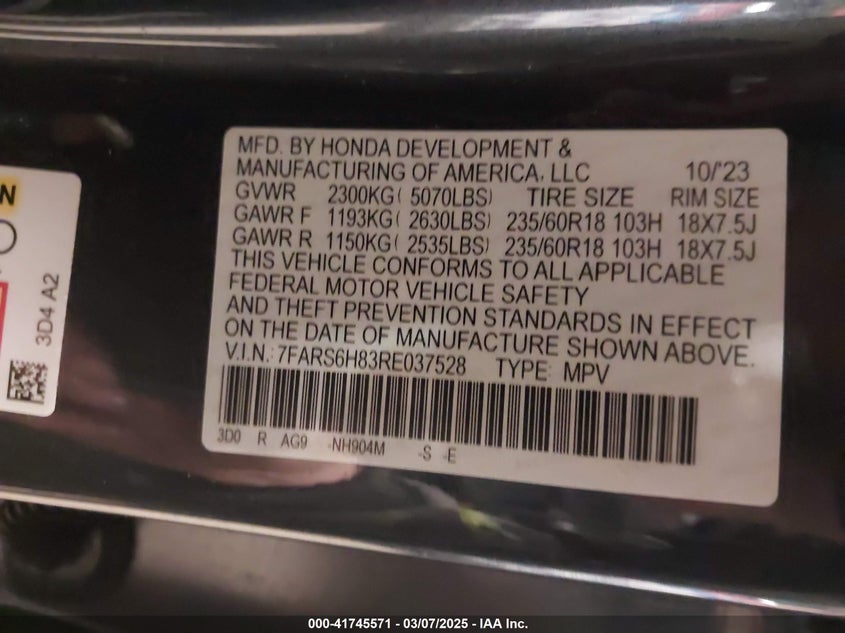 MFD. BY HONDA DEVELOPMENT &
MANUFACTURING OF AMERICA, LLC 10/'23
GVWR 2300KG( 5070LBS) TIRE SIZE RIM SIZE
GAWR F 1193KG( 2630LBS) 235/60R18 103H 18X7.5J
GAWR R 1150KG( 2535LBS) 235/60R18 103H 18X7.5J
THIS VEHICLE CONFORMS TO ALL APPLICABLE
FEDERAL MOTOR VEHICLE SAFETY
AND THEFT PREVENTION STANDARDS IN EFFECT
ON THE DATE OF MANUFACTURE SHOWN ABOVE.
V.I.N.: 7FARS6H83RE037528 TYPE: MPV
3D0 R AG9 -NH904M -S -E
N
3D4 A2
000-41745571 - 03/07/2025 - IAA Inc.